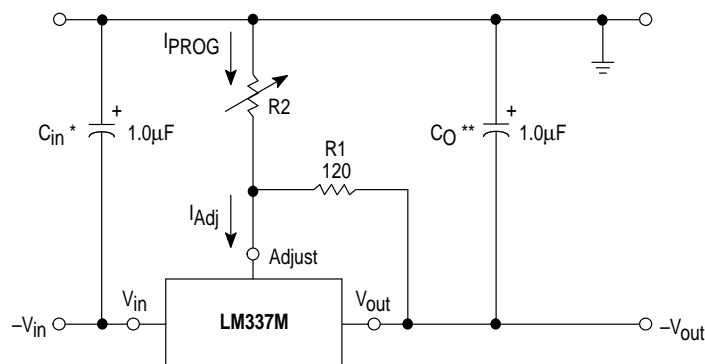 IPROG
R2
+
Cin *
1.0µF
R1
120
+
CO **
1.0µF
IAdj
Adjust
Vin
Vout
–Vin
LM337M
–Vout